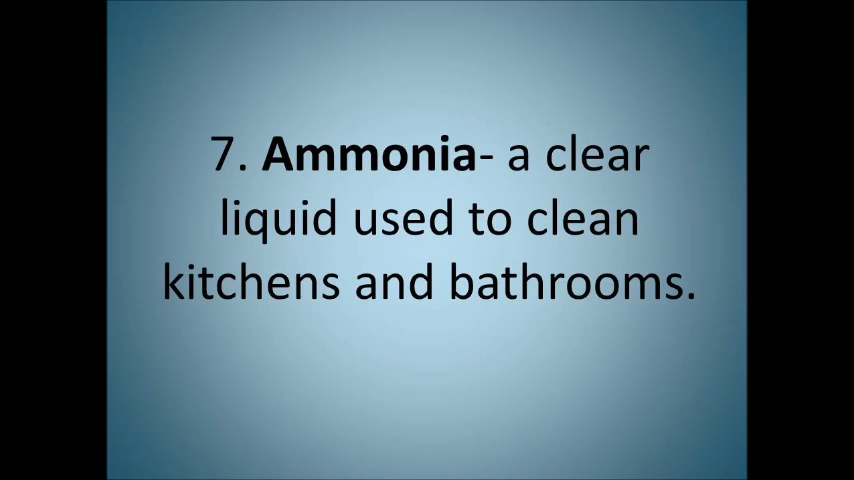 7. Ammonia- a clear
liquid used to clean
kitchens and bathrooms.